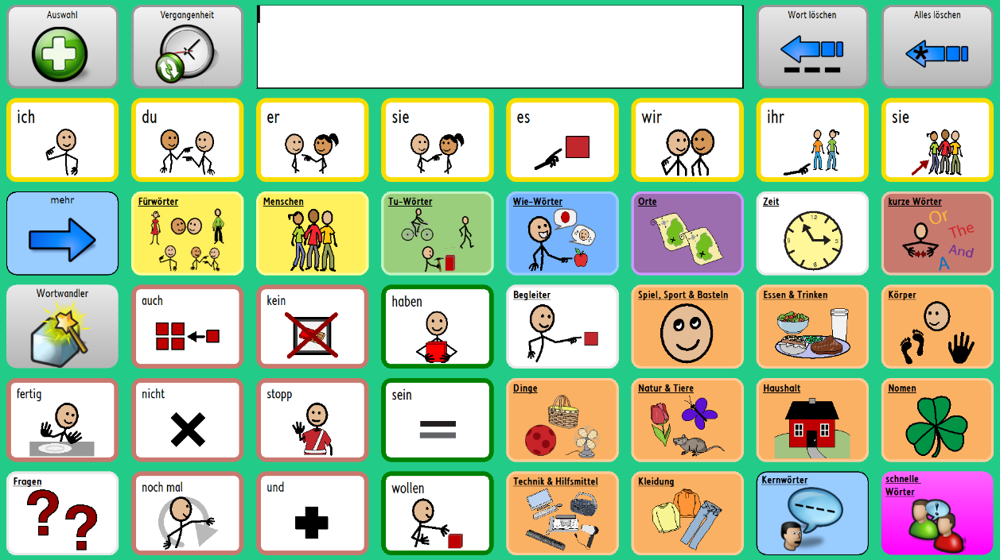 Auswahl
Vergangenheit
Wort löschen
Alles löschen
ich
du
er
sie
es
wir
ihr
sie
mehr
Fürwörter
Menschen
Tu-Wörter
Wie-Wörter
Orte
Zeit
12
3
6
9
kurze Wörter
Or
The
And
A
Wortwandler
auch
kein
haben
Begleiter
Spiel, Sport & Basteln
Essen & Trinken
Körper
fertig
nicht
stopp
sein
Dinge
Natur & Tiere
Haushalt
Nomen
Fragen
? ?
noch mal
und
wollen
Technik & Hilfsmittel
Kleidung
Kernwörter
schnelle
Wörter
!